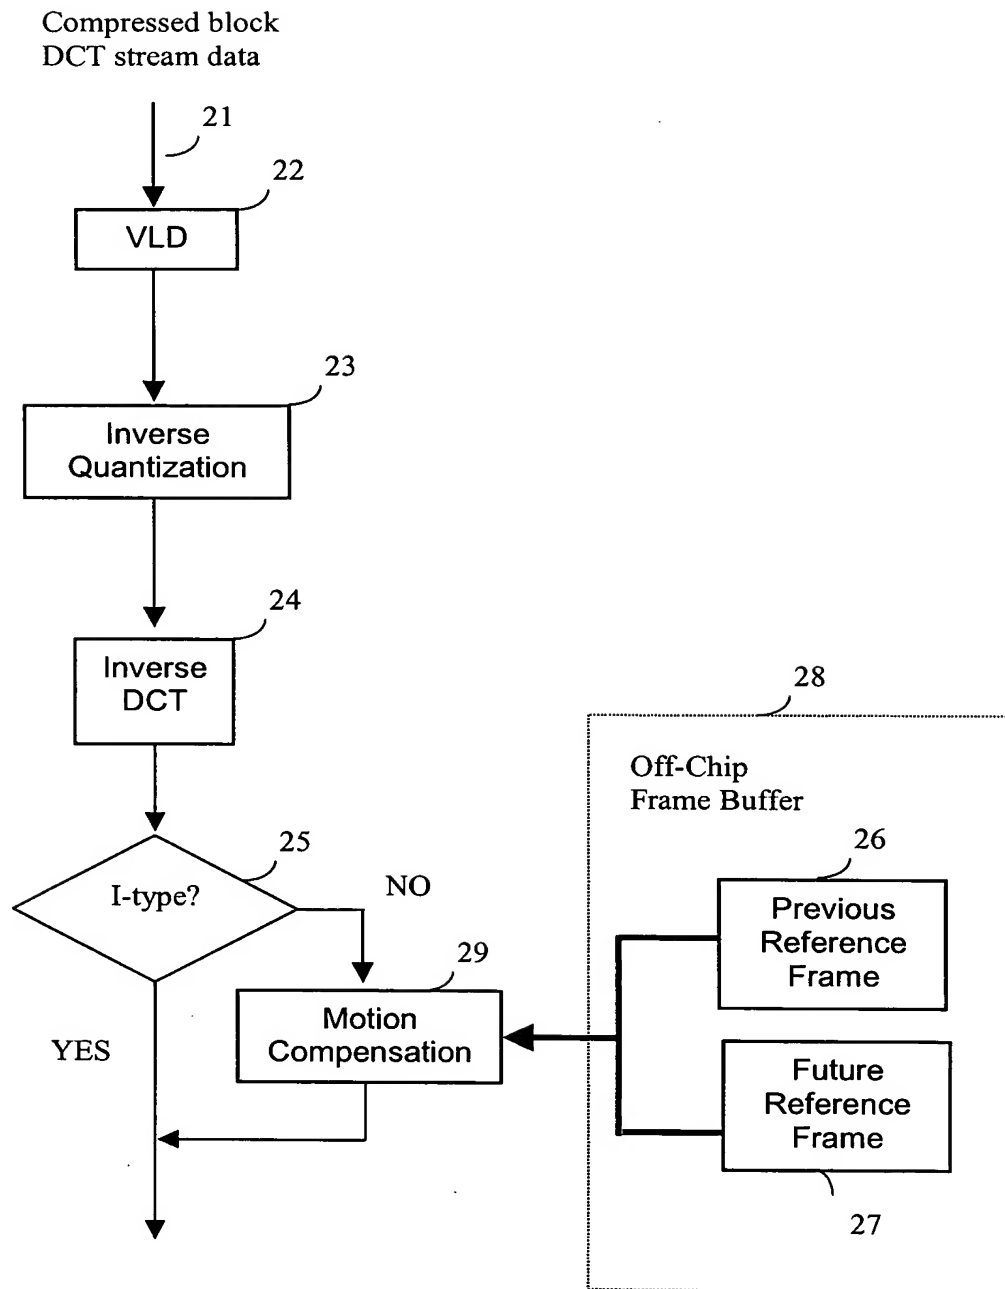 Compressed block
DCT stream data
21
22
VLD
23
Inverse
Quantization
24
Inverse
DCT
28
Off-Chip
Frame Buffer
25
I-type?
NO
26
Previous
Reference
Frame
29
Motion
Compensation
YES
Future
Reference
Frame
27